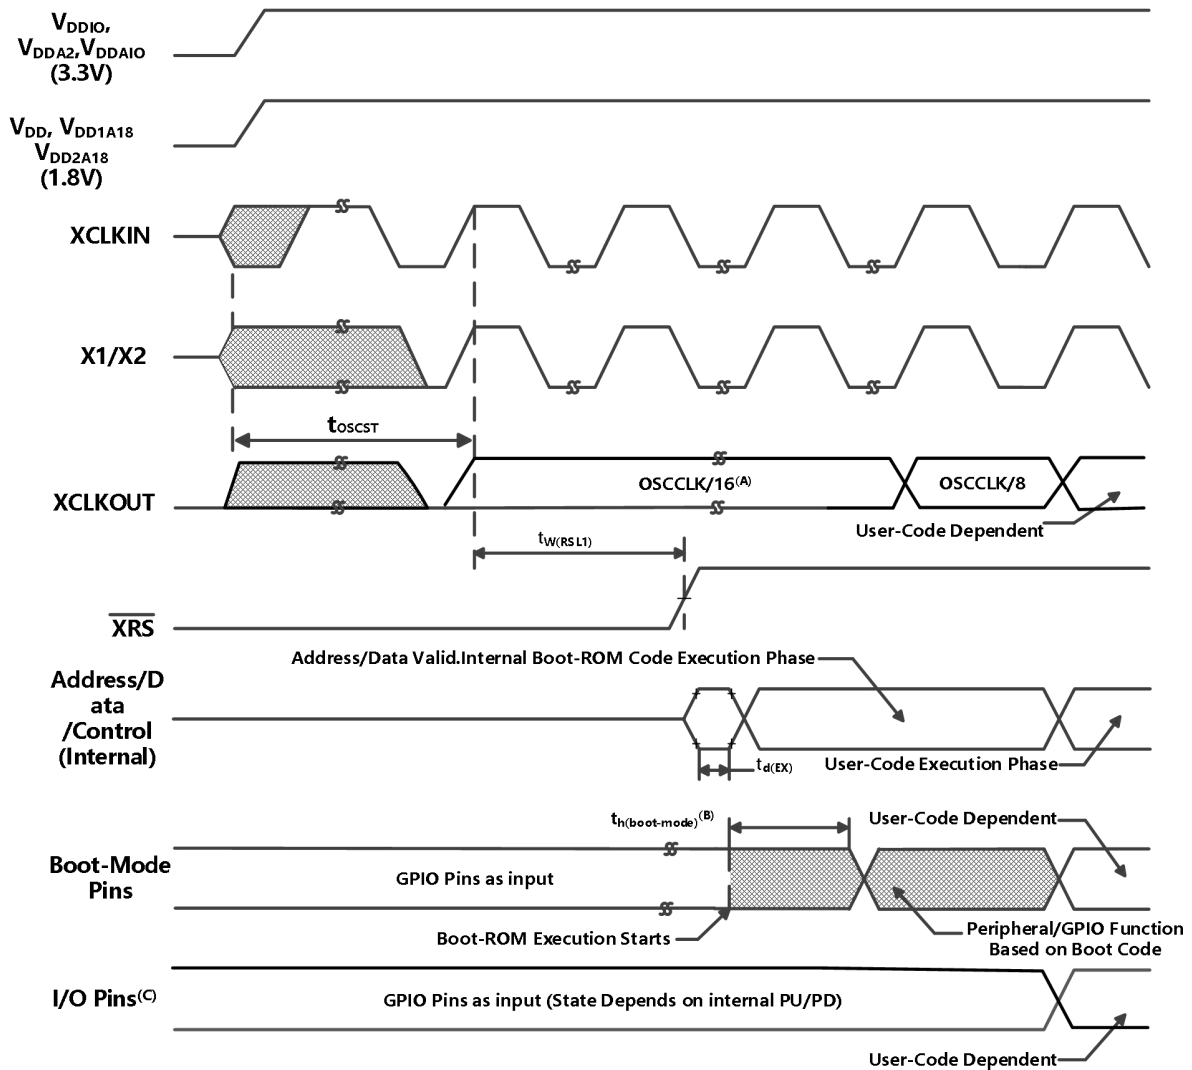 VDDIO,
VDDA2,VDDAIO
(3.3V)
VDD, VDD1A18
VDD2A18
(1.8V)
XCLKIN
X1/X2
tOSCST
XCLKOUT
OSCCLK/16(A)
OSCCLK/8
User-Code Dependent
tW(RSL1)
XRS
Address/Data Valid.Internal Boot-ROM Code Execution Phase
Address/D
ata
/Control
(Internal)
User-Code Execution Phase
td(EX)
th(boot-mode)(B)
User-Code Dependent
Boot-Mode
Pins
GPIO Pins as input
Boot-ROM Execution Starts
Peripheral/GPIO Function
Based on Boot Code
I/O Pins(C)
GPIO Pins as input (State Depends on internal PU/PD)
User-Code Dependent